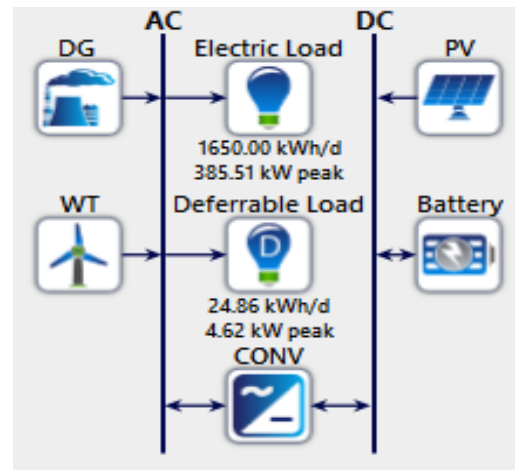 AC DC
DG Electric Load PV
1650.00 kWh/d
385.51 kW peak
WT Deferrable Load Battery
D
24.86 kWh/d
4.62 kW peak
CONV